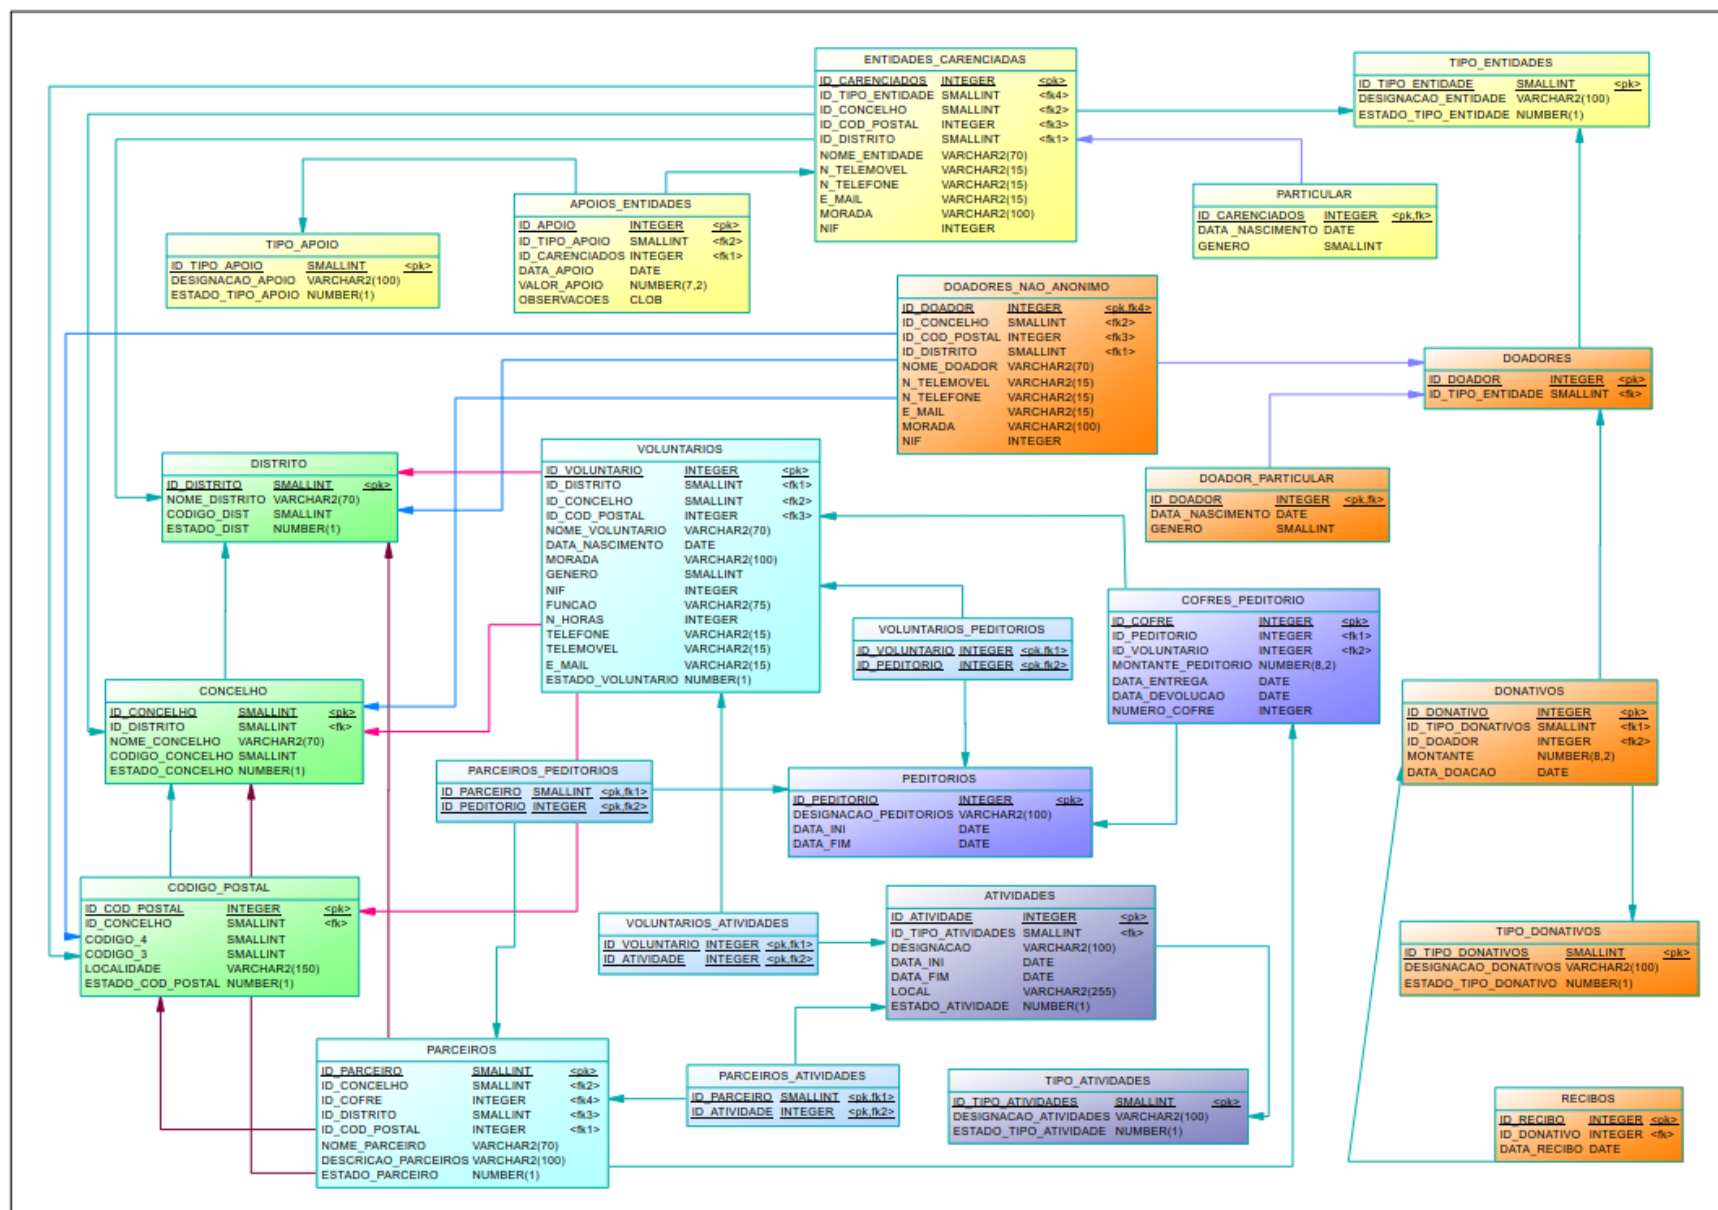 ENTIDADES_CARENCIADAS
ID_CARENCIADOS INTEGER <pk>
ID_TIPO_ENTIDADE SMALLINT <fk4>
ID_CONCELHO SMALLINT <fk2>
ID_COD_POSTAL INTEGER <fk3>
ID_DISTRITO SMALLINT <fk1>
NOME_ENTIDADE VARCHAR2(70)
N_TELEMOVEL VARCHAR2(15)
N_TELEFONE VARCHAR2(15)
E_MAIL VARCHAR2(15)
MORADA VARCHAR2(100)
NIF INTEGER
TIPO_ENTIDADES
ID_TIPO_ENTIDADE SMALLINT <pk>
DESIGNACAO_ENTIDADE VARCHAR2(100)
ESTADO_TIPO_ENTIDADE NUMBER(1)
PARTICULAR
ID_CARENCIADOS INTEGER <pk,fk>
DATA_NASCIMENTO DATE
GENERO SMALLINT
APOIOS_ENTIDADES
ID_APOIO INTEGER <pk>
ID_TIPO_APOIO SMALLINT <fk2>
ID_CARENCIADOS INTEGER <fk1>
DATA_APOIO DATE
VALOR_APOIO NUMBER(7,2)
OBSERVACOES CLOB
TIPO_APOIO
ID_TIPO_APOIO SMALLINT <pk>
DESIGNACAO_APOIO VARCHAR2(100)
ESTADO_TIPO_APOIO NUMBER(1)
DOADORES_NAO_ANONIMO
ID_DOADOR INTEGER <pk,fk4>
ID_CONCELHO SMALLINT <fk2>
ID_COD_POSTAL INTEGER <fk3>
ID_DISTRITO SMALLINT <fk1>
NOME_DOADOR VARCHAR2(70)
N_TELEMOVEL VARCHAR2(15)
N_TELEFONE VARCHAR2(15)
E_MAIL VARCHAR2(15)
MORADA VARCHAR2(100)
NIF INTEGER
DOADORES
ID_DOADOR INTEGER <pk>
ID_TIPO_ENTIDADE SMALLINT <fk>
DOADOR_PARTICULAR
ID_DOADOR INTEGER <pk,fk>
DATA_NASCIMENTO DATE
GENERO SMALLINT
DISTRITO
ID_DISTRITO SMALLINT <pk>
NOME_DISTRITO VARCHAR2(70)
CODIGO_DIST SMALLINT
ESTADO_DIST NUMBER(1)
VOLUNTARIOS
ID_VOLUNTARIO INTEGER <pk>
ID_DISTRITO SMALLINT <fk1>
ID_CONCELHO SMALLINT <fk2>
ID_COD_POSTAL INTEGER <fk3>
NOME_VOLUNTARIO VARCHAR2(70)
DATA_NASCIMENTO DATE
MORADA VARCHAR2(100)
GENERO SMALLINT
NIF INTEGER
FUNCAO VARCHAR2(75)
N_HORAS INTEGER
TELEFONE VARCHAR2(15)
TELEMOVEL VARCHAR2(15)
E_MAIL VARCHAR2(15)
ESTADO_VOLUNTARIO NUMBER(1)
VOLUNTARIOS_PEDITORIOS
ID_VOLUNTARIO INTEGER <pk,fk1>
ID_PEDITORIO INTEGER <pk,fk2>
COFRES_PEDITORIO
ID_COFRE INTEGER <pk>
ID_PEDITORIO INTEGER <fk1>
ID_VOLUNTARIO INTEGER <fk2>
MONTANTE_PEDITORIO NUMBER(8,2)
DATA_ENTREGA DATE
DATA_DEVOLUCAO DATE
NUMERO_COFRE INTEGER
CONCELHO
ID_CONCELHO SMALLINT <pk>
ID_DISTRITO SMALLINT <fk>
NOME_CONCELHO VARCHAR2(70)
CODIGO_CONCELHO SMALLINT
ESTADO_CONCELHO NUMBER(1)
DONATIVOS
ID_DONATIVO INTEGER <pk>
ID_TIPO_DONATIVOS SMALLINT <fk1>
ID_DOADOR INTEGER <fk2>
MONTANTE NUMBER(8,2)
DATA_DOACAO DATE
PARCEIROS_PEDITORIOS
ID_PARCEIRO SMALLINT <pk,fk1>
ID_PEDITORIO INTEGER <pk,fk2>
PEDITORIOS
ID_PEDITORIO INTEGER <pk>
DESIGNACAO_PEDITORIOS VARCHAR2(100)
DATA_INI DATE
DATA_FIM DATE
CODIGO_POSTAL
ID_COD_POSTAL INTEGER <pk>
ID_CONCELHO SMALLINT <fk>
CODIGO_4 SMALLINT
CODIGO_3 SMALLINT
LOCALIDADE VARCHAR2(150)
ESTADO_COD_POSTAL NUMBER(1)
VOLUNTARIOS_ATIVIDADES
ID_VOLUNTARIO INTEGER <pk,fk1>
ID_ATIVIDADE INTEGER <pk,fk2>
ATIVIDADES
ID_ATIVIDADE INTEGER <pk>
ID_TIPO_ATIVIDADES SMALLINT <fk>
DESIGNACAO VARCHAR2(100)
DATA_INI DATE
DATA_FIM DATE
LOCAL VARCHAR2(255)
ESTADO_ATIVIDADE NUMBER(1)
TIPO_DONATIVOS
ID_TIPO_DONATIVOS SMALLINT <pk>
DESIGNACAO_DONATIVOS VARCHAR2(100)
ESTADO_TIPO_DONATIVO NUMBER(1)
PARCEIROS
ID_PARCEIRO SMALLINT <pk>
ID_CONCELHO SMALLINT <fk2>
ID_COFRE INTEGER <fk4>
ID_DISTRITO SMALLINT <fk3>
ID_COD_POSTAL INTEGER <fk1>
NOME_PARCEIRO VARCHAR2(70)
DESCRICAO_PARCEIROS VARCHAR2(100)
ESTADO_PARCEIRO NUMBER(1)
PARCEIROS_ATIVIDADES
ID_PARCEIRO SMALLINT <pk,fk1>
ID_ATIVIDADE INTEGER <pk,fk2>
TIPO_ATIVIDADES
ID_TIPO_ATIVIDADES SMALLINT <pk>
DESIGNACAO_ATIVIDADES VARCHAR2(100)
ESTADO_TIPO_ATIVIDADE NUMBER(1)
RECIBOS
ID_RECIBO INTEGER <pk>
ID_DONATIVO INTEGER <fk>
DATA_RECIBO DATE